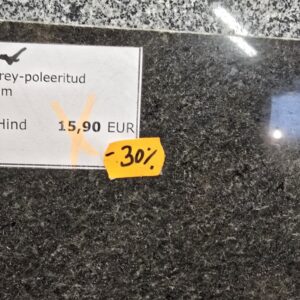 rey-poleeritud
m
Hind 15,90 EUR
-30%